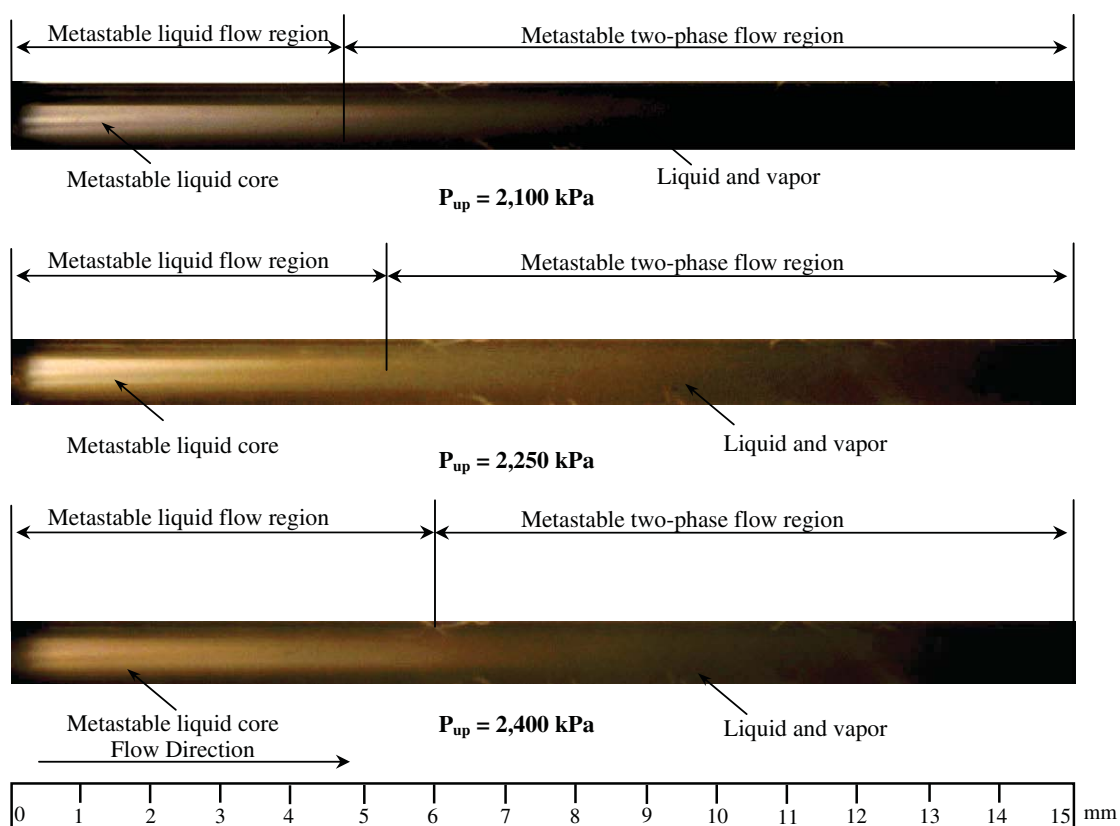 Metastable liquid flow region Metastable two-phase flow region
Metastable liquid core Liquid and vapor
P_up = 2,100 kPa
Metastable liquid flow region Metastable two-phase flow region
Metastable liquid core Liquid and vapor
P_up = 2,250 kPa
Metastable liquid flow region Metastable two-phase flow region
Metastable liquid core Liquid and vapor
P_up = 2,400 kPa
Flow Direction
0 1 2 3 4 5 6 7 8 9 10 11 12 13 14 15 mm